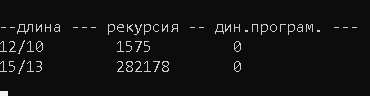 --длина --- рекурсия -- дин.програм. ---
12/10 1575 0
15/13 282178 0